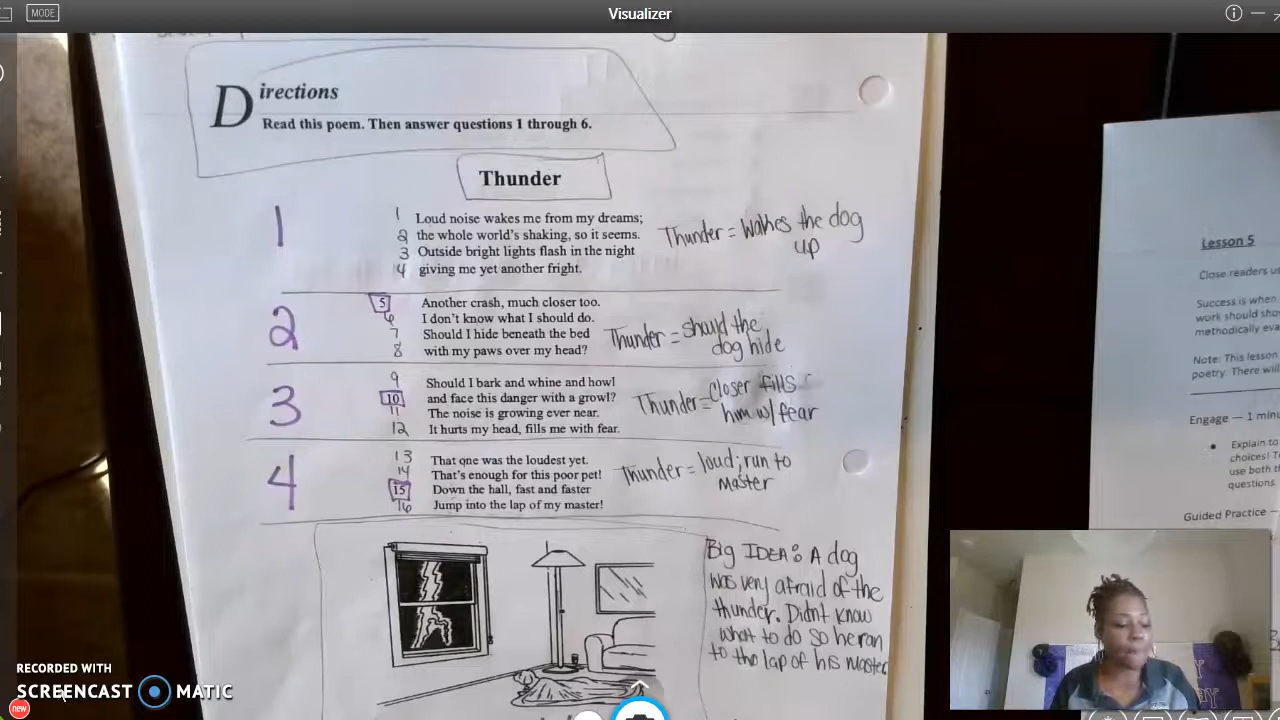 MODE
Visualizer
Directions
Read this poem. Then answer questions 1 through 6.
Thunder
1
1 Loud noise wakes me from my dreams;
2 the whole world's shaking, so it seems.
3 Outside bright lights flash in the night
4 giving me yet another fright.
Thunder = wakes the dog
up
2
5 Another crash, much closer too.
6 I don't know what I should do.
7 Should I hide beneath the bed
8 with my paws over my head?
Thunder = should the
dog hide
3
9 Should I bark and whine and howl
10 and face this danger with a growl?
11 The noise is growing ever near.
12 It hurts my head, fills me with fear.
Thunder = closer fills
him w/ fear
4
13 That one was the loudest yet.
14 That's enough for this poor pet!
15 Down the hall, fast and faster
16 Jump into the lap of my master!
Thunder = loud; run to
master
Big IDEA: A dog
was very afraid of the
thunder. Didnt know
what to do so he ran
to the lap of his master
Lesson 5
Close readers us
Success is when
work should sho
methodically eva
Note: This lesson
poetry. There will
Engage — 1 minu
• Explain to
choices! T
use both t
questions
Guided Practice —
RECORDED WITH
SCREENCAST MATIC
new